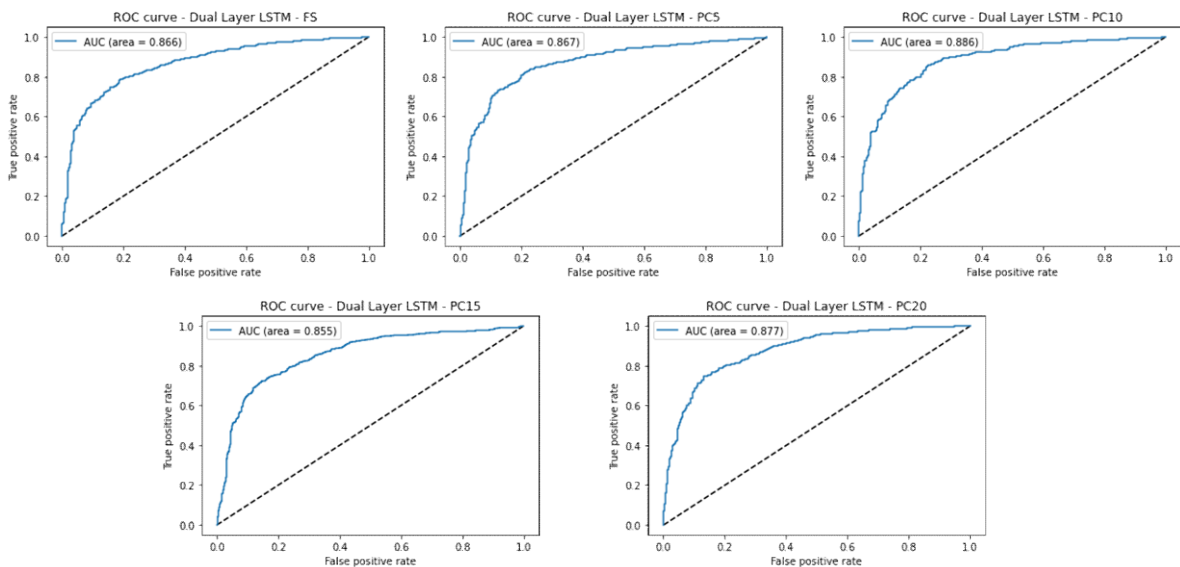 ROC curve - Dual Layer LSTM - FS
AUC (area = 0.866)
True positive rate
1.0
0.8
0.6
0.4
0.2
0.0
0.0 0.2 0.4 0.6 0.8 1.0
False positive rate
ROC curve - Dual Layer LSTM - PC5
AUC (area = 0.867)
True positive rate
1.0
0.8
0.6
0.4
0.2
0.0
0.0 0.2 0.4 0.6 0.8 1.0
False positive rate
ROC curve - Dual Layer LSTM - PC10
AUC (area = 0.886)
True positive rate
1.0
0.8
0.6
0.4
0.2
0.0
0.0 0.2 0.4 0.6 0.8 1.0
False positive rate
ROC curve - Dual Layer LSTM - PC15
AUC (area = 0.855)
True positive rate
1.0
0.8
0.6
0.4
0.2
0.0
0.0 0.2 0.4 0.6 0.8 1.0
False positive rate
ROC curve - Dual Layer LSTM - PC20
AUC (area = 0.877)
True positive rate
1.0
0.8
0.6
0.4
0.2
0.0
0.0 0.2 0.4 0.6 0.8 1.0
False positive rate